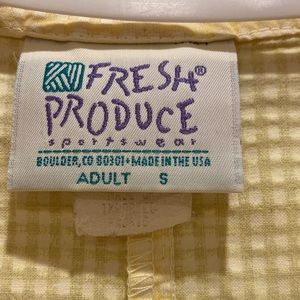 FRESH®
PRODUCE
sportswear
BOULDER, CO 80301 • MADE IN THE USA
ADULT S